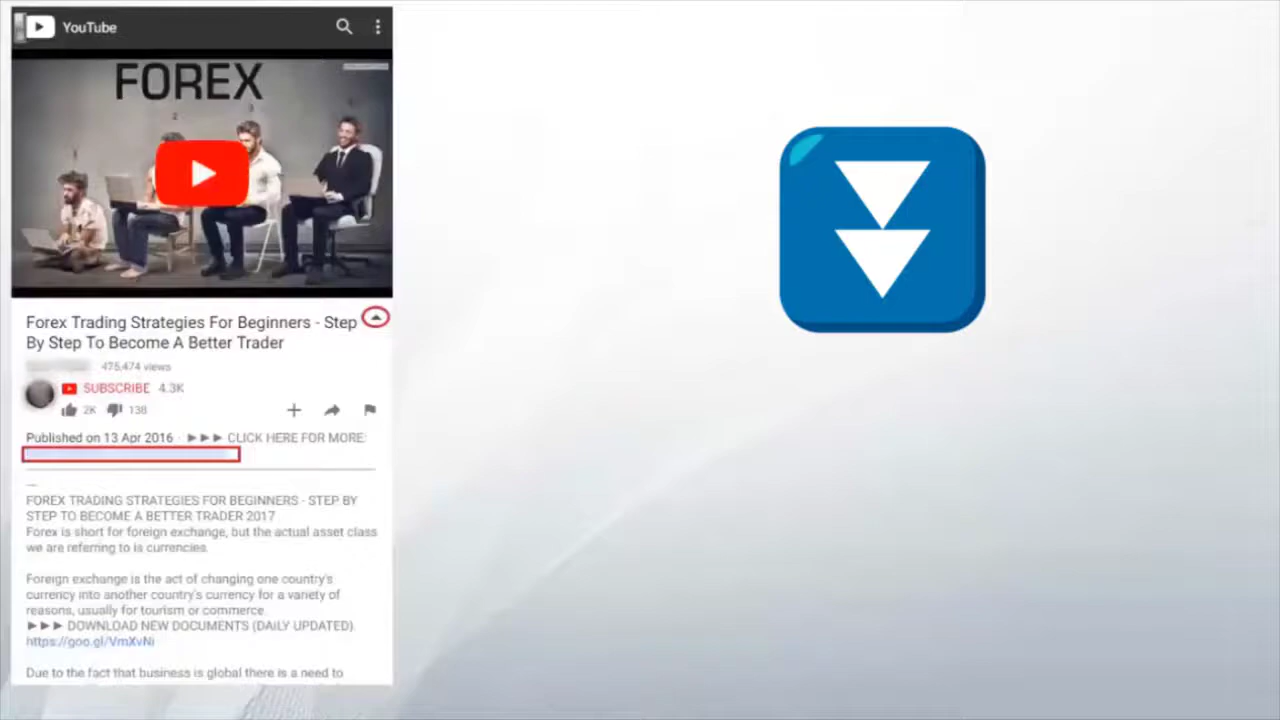 YouTube
FOREX
2
3
Forex Trading Strategies For Beginners - Step
By Step To Become A Better Trader
475,474 views
SUBSCRIBE 4.3K
2K 138
Published on 13 Apr 2016 · ►►► CLICK HERE FOR MORE:
---
FOREX TRADING STRATEGIES FOR BEGINNERS - STEP BY
STEP TO BECOME A BETTER TRADER 2017
Forex is short for foreign exchange, but the actual asset class
we are referring to is currencies.
Foreign exchange is the act of changing one country's
currency into another country's currency for a variety of
reasons, usually for tourism or commerce.
►►► DOWNLOAD NEW DOCUMENTS (DAILY UPDATED).
https://goo.gl/VmXvNi
Due to the fact that business is global there is a need to